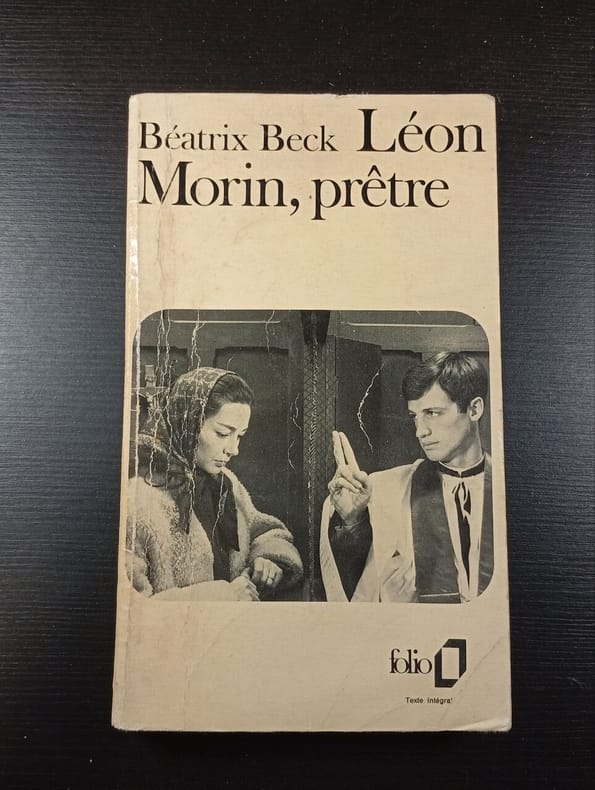 Béatrix Beck Léon
Morin, prêtre
folio
Texte intégral